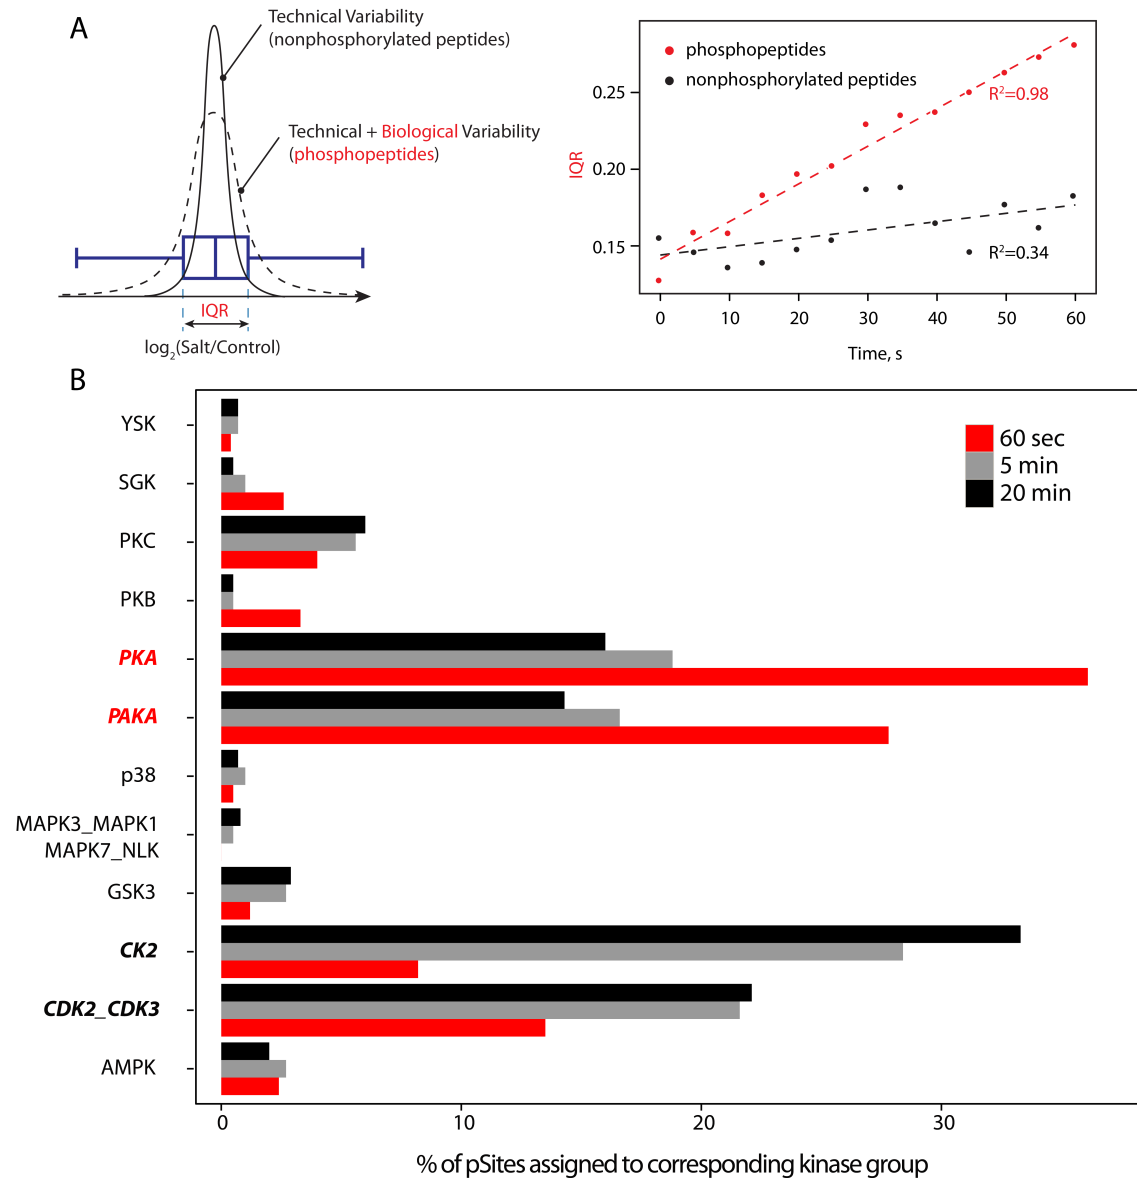 A
Technical Variability
(nonphosphorylated peptides)
Technical + Biological Variability
(phosphopeptides)
IQR
log2(Salt/Control)
phosphopeptides
nonphosphorylated peptides
R2=0.98
R2=0.34
IQR
0.25
0.20
0.15
0 10 20 30 40 50 60
Time, s
B
YSK
SGK
PKC
PKB
PKA
PAKA
p38
MAPK3_MAPK1
MAPK7_NLK
GSK3
CK2
CDK2_CDK3
AMPK
60 sec
5 min
20 min
0 10 20 30
% of pSites assigned to corresponding kinase group